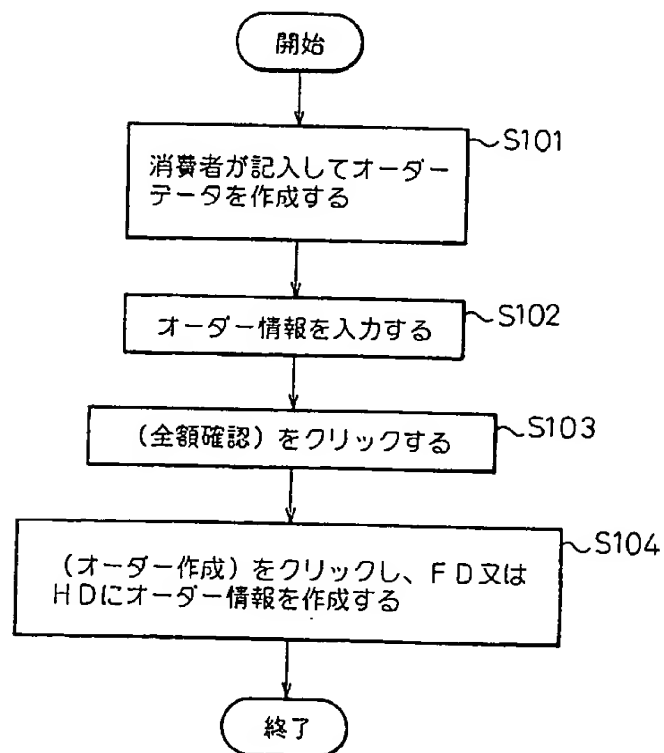 開始
S101
消費者が記入してオーダー
データを作成する
S102
オーダー情報を入力する
S103
(全額確認)をクリックする
S104
(オーダー作成)をクリックし、FD又は
HDにオーダー情報を作成する
終了